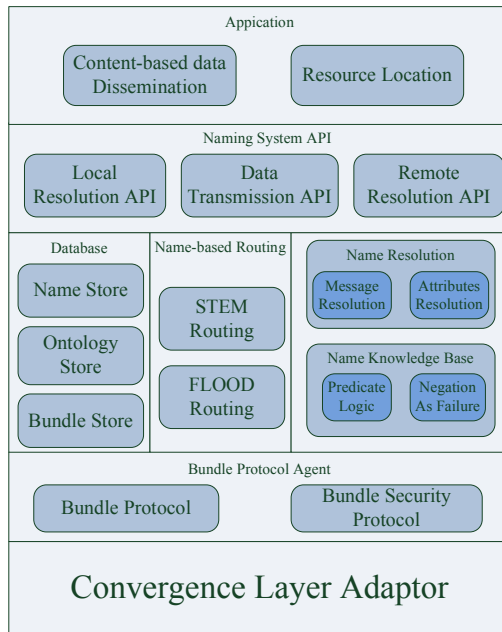 Application
Content-based data
Dissemination
Resource Location
Naming System API
Local
Resolution API
Data
Transmission API
Remote
Resolution API
Database
Name Store
Ontology
Store
Bundle Store
Name-based Routing
STEM
Routing
FLOOD
Routing
Name Resolution
Message
Resolution
Attributes
Resolution
Name Knowledge Base
Predicate
Logic
Negation
As Failure
Bundle Protocol Agent
Bundle Protocol
Bundle Security
Protocol
Convergence Layer Adaptor